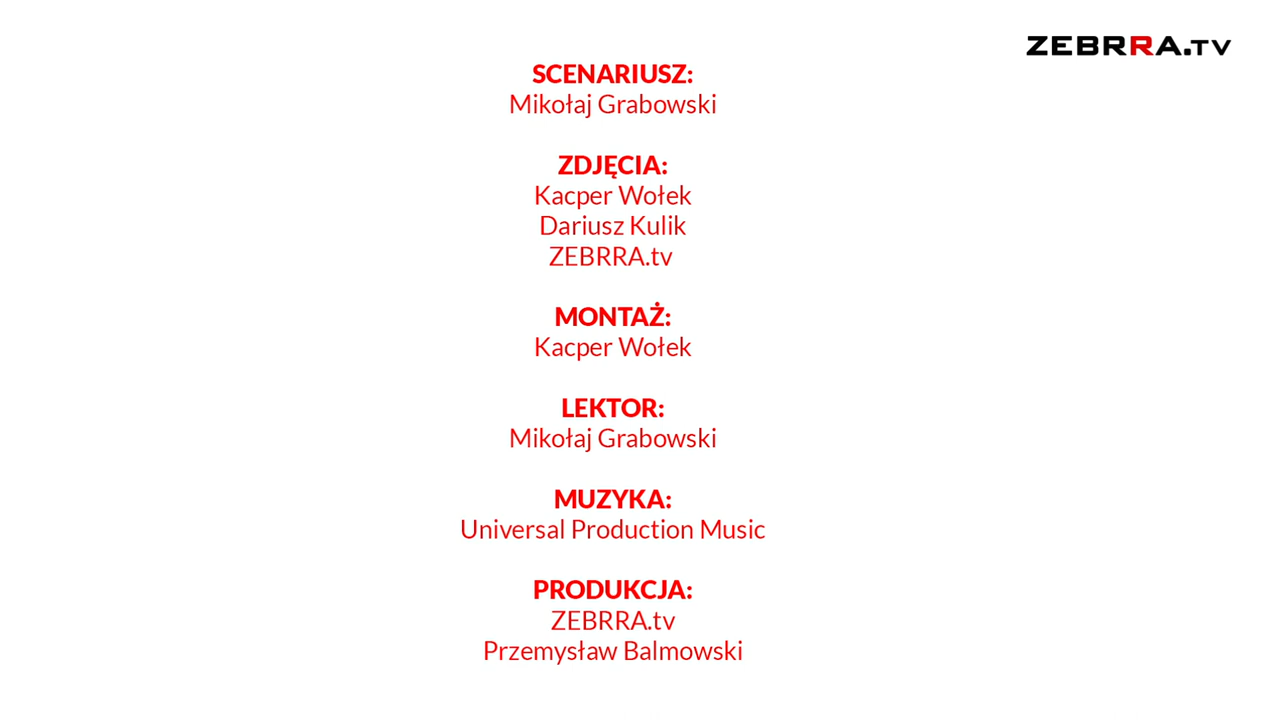 ZEBRRA.TV
SCENARIUSZ:
Mikołaj Grabowski
ZDJĘCIA:
Kacper Wołek
Dariusz Kulik
ZEBRRA.tv
MONTAŻ:
Kacper Wołek
LEKTOR:
Mikołaj Grabowski
MUZYKA:
Universal Production Music
PRODUKCJA:
ZEBRRA.tv
Przemysław Balmowski